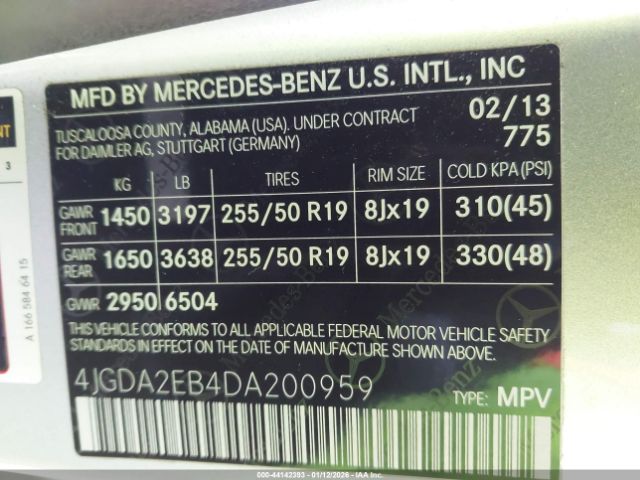 MFD BY MERCEDES-BENZ U.S. INTL., INC
TUSCALOOSA COUNTY, ALABAMA (USA). UNDER CONTRACT 02/13
FOR DAIMLER AG, STUTTGART (GERMANY) 775
KG LB TIRES RIM SIZE COLD KPA (PSI)
GAWR FRONT 1450 3197 255/50 R19 8Jx19 310(45)
GAWR REAR 1650 3638 255/50 R19 8Jx19 330(48)
GVWR 2950 6504
THIS VEHICLE CONFORMS TO ALL APPLICABLE FEDERAL MOTOR VEHICLE SAFETY
STANDARDS IN EFFECT ON THE DATE OF MANUFACTURE SHOWN ABOVE.
4JGDA2EB4DA200959 TYPE: MPV
NT
3
A 166 584 64 15
Mercedes-Benz
000-44142393 - 01/12/2026 - IAA Inc.